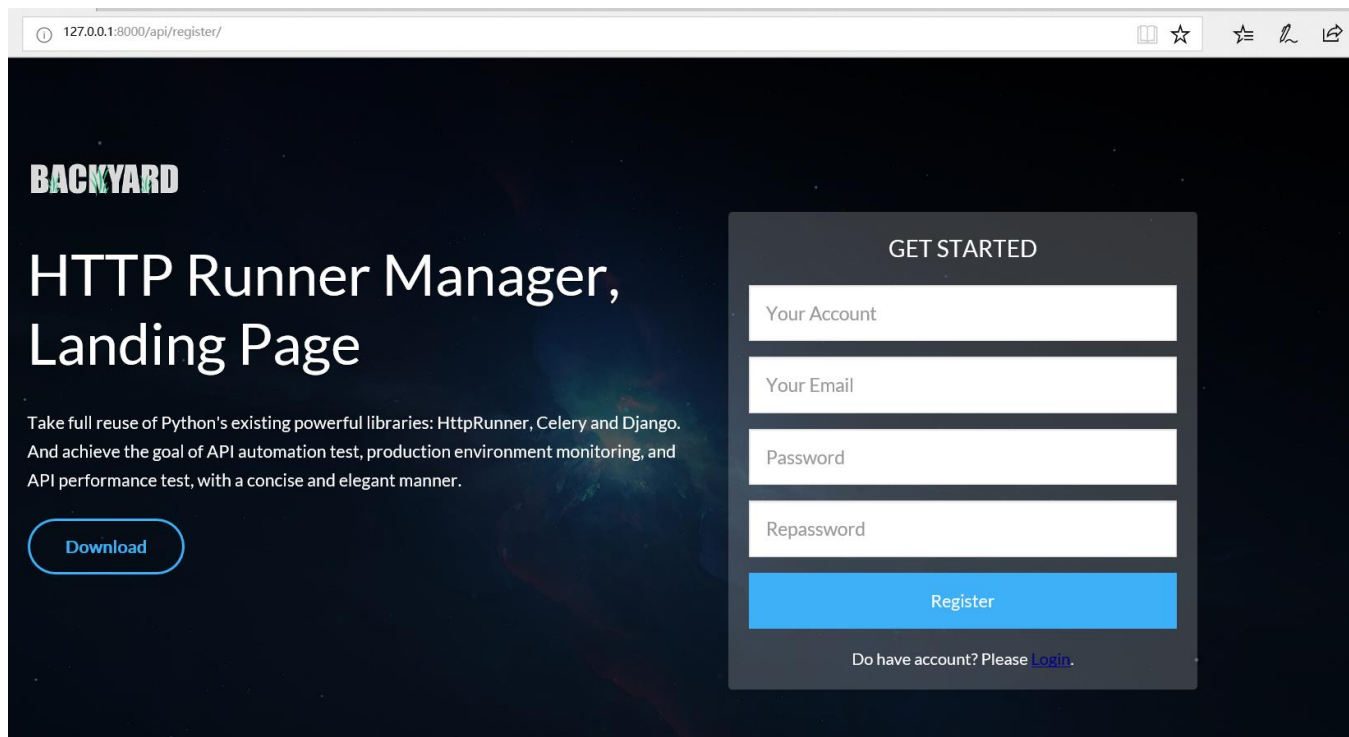 127.0.0.1:8000/api/register/
BACKYARD
HTTP Runner Manager,
Landing Page
Take full reuse of Python's existing powerful libraries: HttpRunner, Celery and Django.
And achieve the goal of API automation test, production environment monitoring, and
API performance test, with a concise and elegant manner.
Download
GET STARTED
Your Account
Your Email
Password
Repassword
Register
Do have account? Please Login.